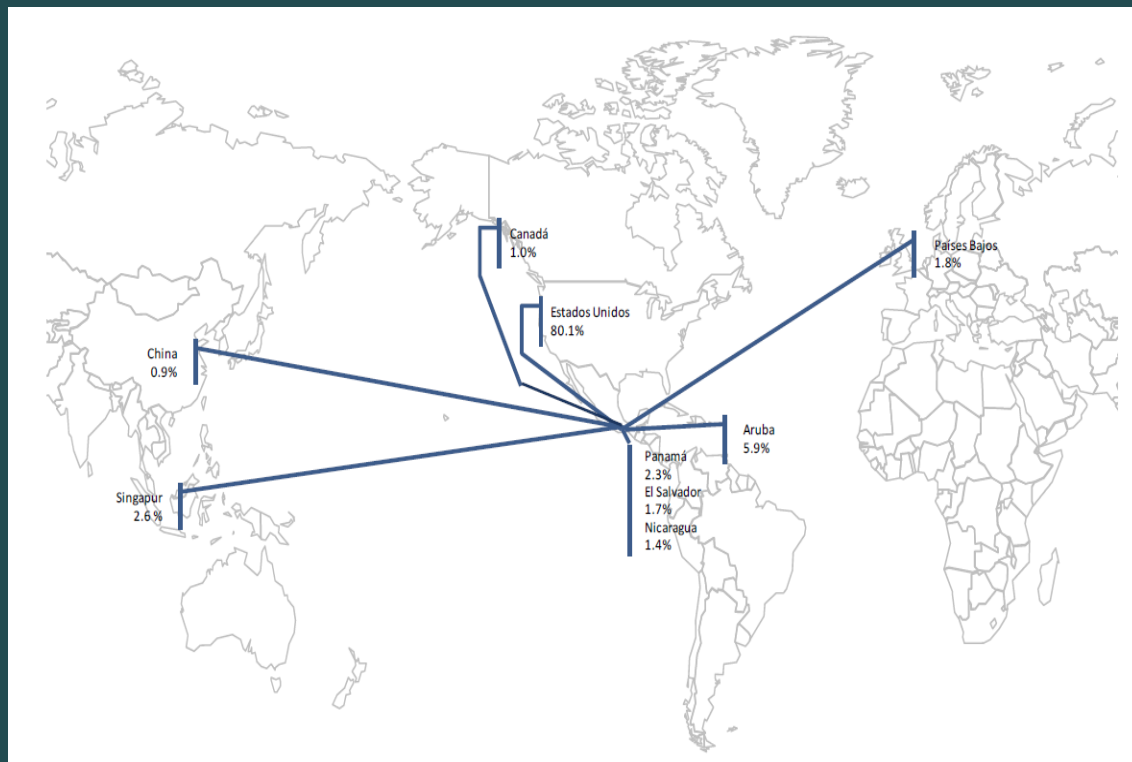 Canadá
1.0%
Países Bajos
1.8%
Estados Unidos
80.1%
China
0.9%
Aruba
5.9%
Panamá
2.3%
El Salvador
1.7%
Nicaragua
1.4%
Singapur
2.6 %